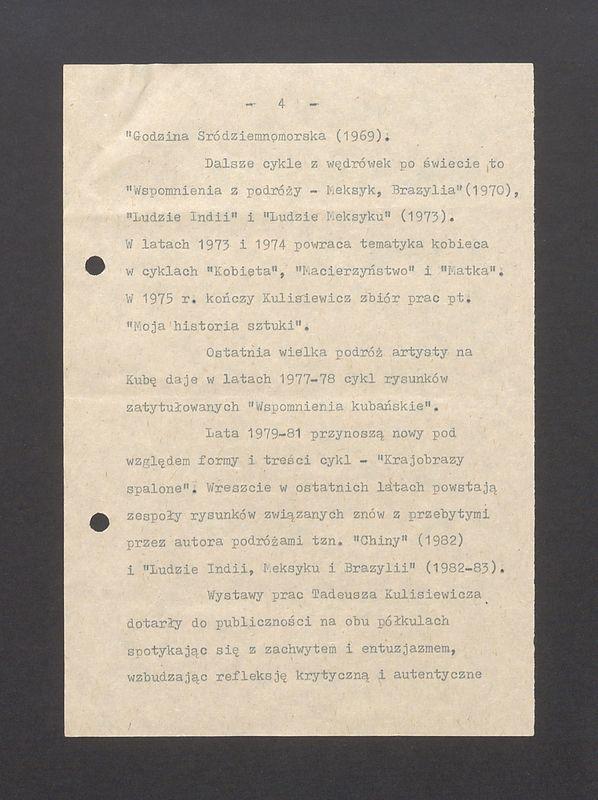 - 4 -
"Godzina Sródziemnomorska (1969).
Dalsze cykle z wędrówek po świecie to
"Wspomnienia z podróży - Meksyk, Brazylia"(1970),
"Ludzie Indii" i "Ludzie Meksyku" (1973).
W latach 1973 i 1974 powraca tematyka kobieca
w cyklach "Kobieta", "Macierzyństwo" i "Matka".
W 1975 r. kończy Kulisiewicz zbiór prac pt.
"Moja historia sztuki".
Ostatnia wielka podróż artysty na
Kubę daje w latach 1977-78 cykl rysunków
zatytułowanych "Wspomnienia kubańskie".
Lata 1979-81 przynoszą nowy pod
względem formy i treści cykl - "Krajobrazy
spalone". Wreszcie w ostatnich latach powstają
zespoły rysunków związanych znów z przebytymi
przez autora podróżami tzn. "Chiny" (1982)
i "Ludzie Indii, Meksyku i Brazylii" (1982-83).
Wystawy prac Tadeusza Kulisiewicza
dotarły do publiczności na obu półkulach
spotykając się z zachwytem i entuzjazmem,
wzbudzając refleksję krytyczną i autentyczne